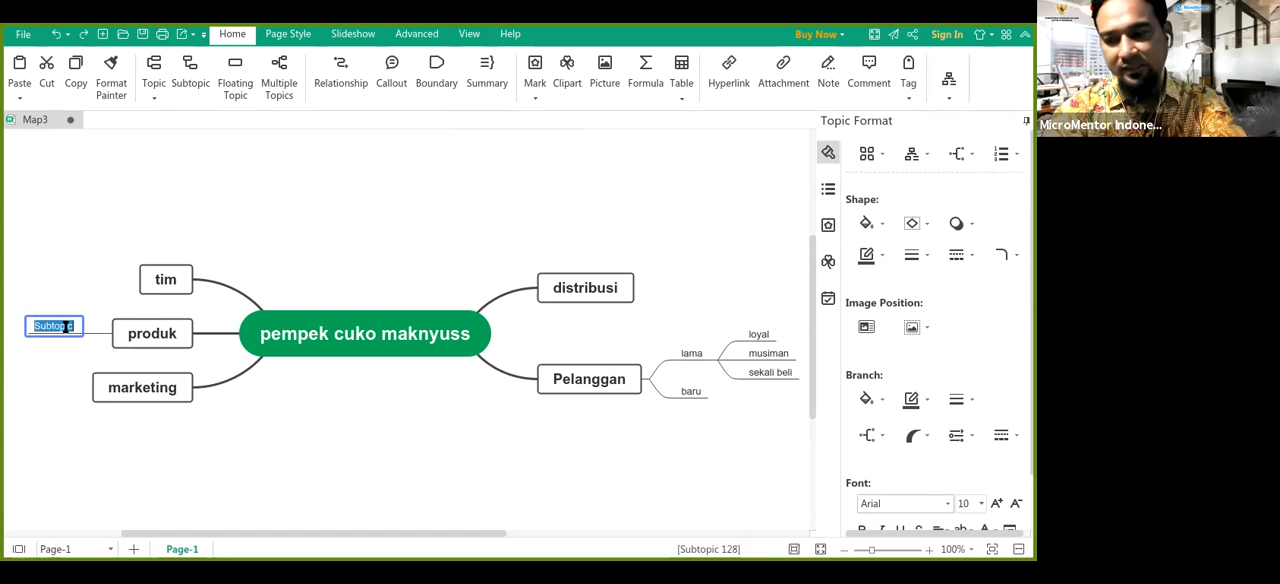 File
Home
Page Style
Slideshow
Advanced
View
Help
Buy Now
Sign In
Paste
Cut
Copy
Format
Painter
Topic
Subtopic
Floating
Topic
Multiple
Topics
Relationship
Callout
Boundary
Summary
Mark
Clipart
Picture
Formula
Table
Hyperlink
Attachment
Note
Comment
Tag
Map3
Topic Format
MicroMentor Indone...
Shape:
tim
distribusi
Subtopic
produk
pempek cuko maknyuss
marketing
Pelanggan
lama
baru
loyal
musiman
sekali beli
Image Position:
Branch:
Font:
Arial
10
Page-1
Page-1
[Subtopic 128]
100%